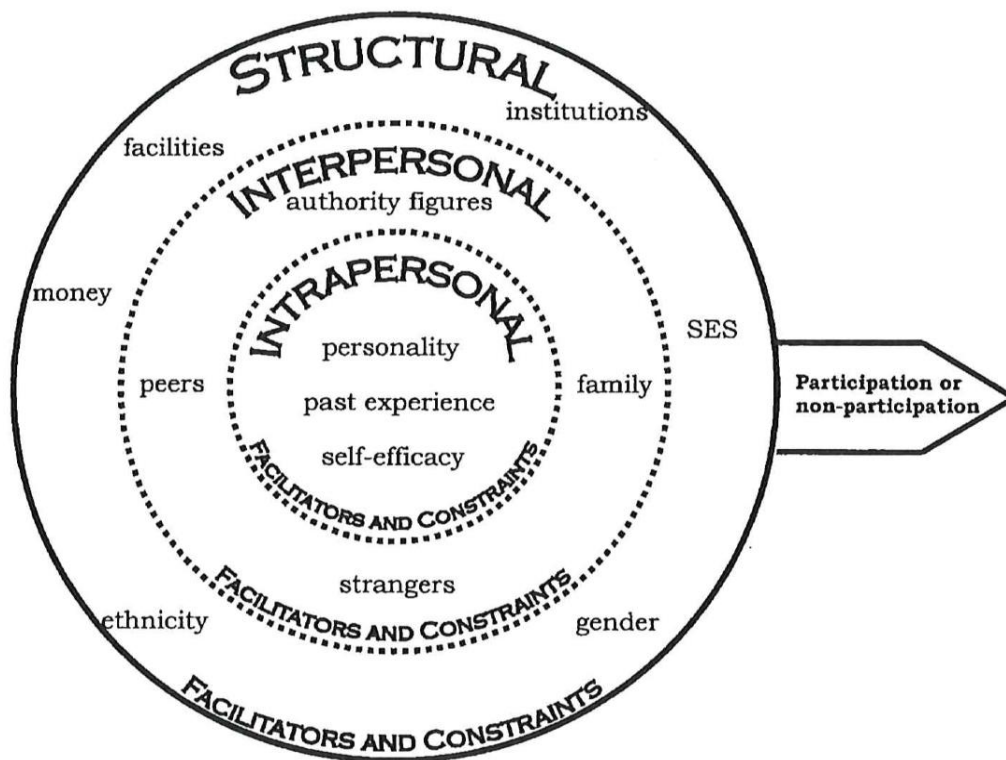 STRUCTURAL
institutions
facilities
INTERPERSONAL
authority figures
INTRAPERSONAL
money
personality
SES
peers
past experience
family
Participation or
non-participation
self-efficacy
FACILITATORS AND CONSTRAINTS
strangers
FACILITATORS AND CONSTRAINTS
ethnicity
gender
FACILITATORS AND CONSTRAINTS